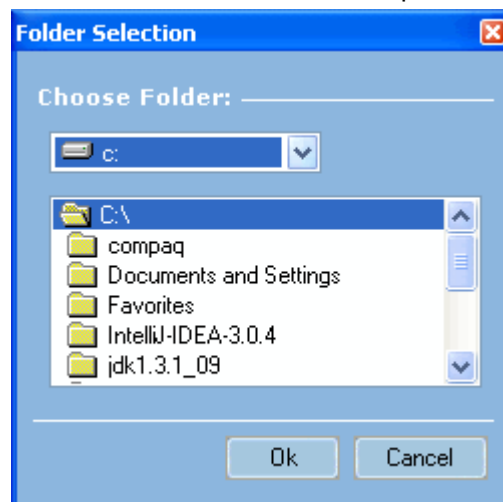 Folder Selection
Choose Folder:
c:
C:\
compaq
Documents and Settings
Favorites
IntelliJ-IDEA-3.0.4
jdk1.3.1_09
Ok
Cancel